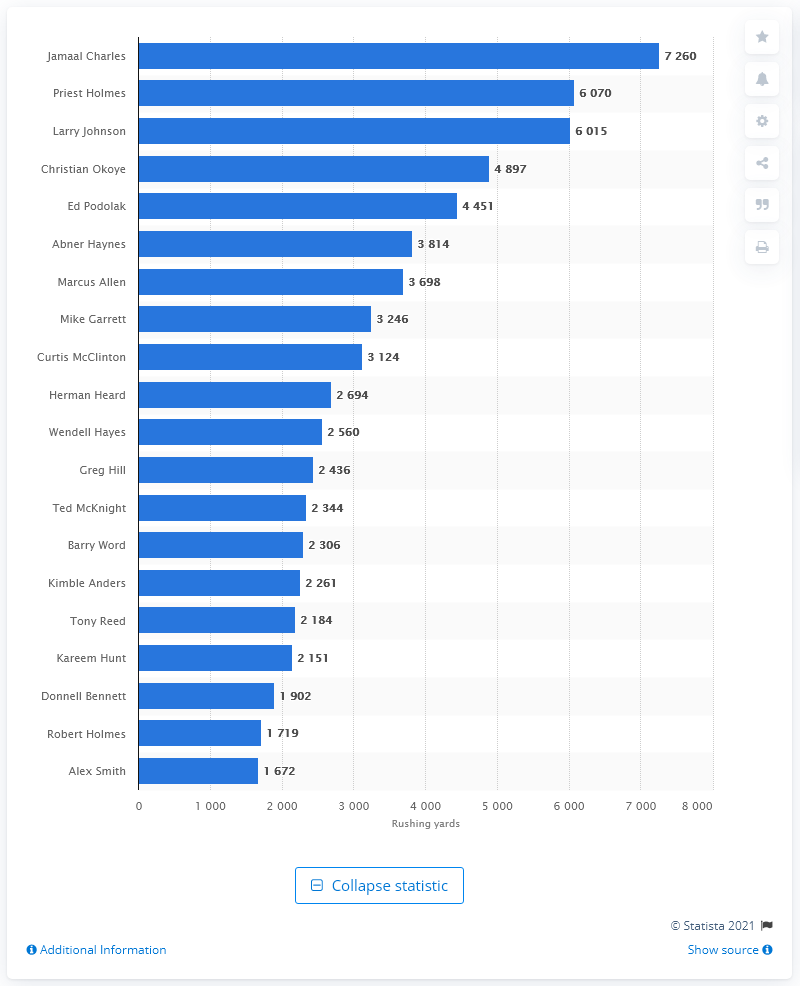 Jamaal Charles 7 260
Priest Holmes 6 070
Larry Johnson 6 015
Christian Okoye 4 897
Ed Podolak 4 451
Abner Haynes 3 814
Marcus Allen 3 698
Mike Garrett 3 246
Curtis McClinton 3 124
Herman Heard 2 694
Wendell Hayes 2 560
Greg Hill 2 436
Ted McKnight 2 344
Barry Word 2 306
Kimble Anders 2 261
Tony Reed 2 184
Kareem Hunt 2 151
Donnell Bennett 1 902
Robert Holmes 1 719
Alex Smith 1 672
0 1 000 2 000 3 000 4 000 5 000 6 000 7 000 8 000
Rushing yards
Collapse statistic
© Statista 2021
Additional Information Show source